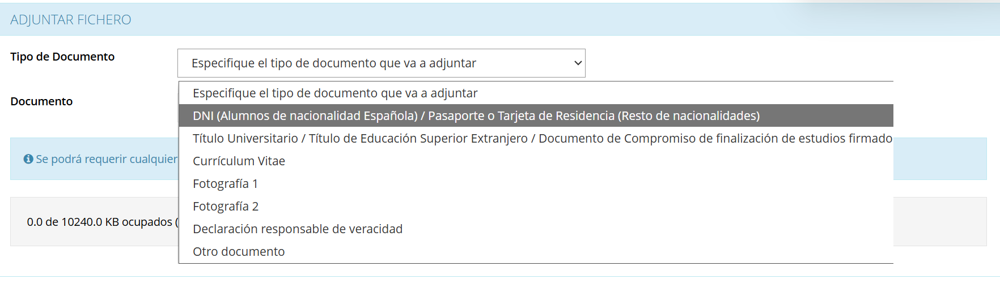 ADJUNTAR FICHERO
Tipo de Documento
Especifique el tipo de documento que va a adjuntar
Especifique el tipo de documento que va a adjuntar
DNI (Alumnos de nacionalidad Española) / Pasaporte o Tarjeta de Residencia (Resto de nacionalidades)
Documento
Título Universitario / Título de Educación Superior Extranjero / Documento de Compromiso de finalización de estudios firmado
Se podrá requerir cualquier
Currículum Vitae
Fotografía 1
Fotografía 2
0.0 de 10240.0 KB ocupados (
Declaración responsable de veracidad
Otro documento